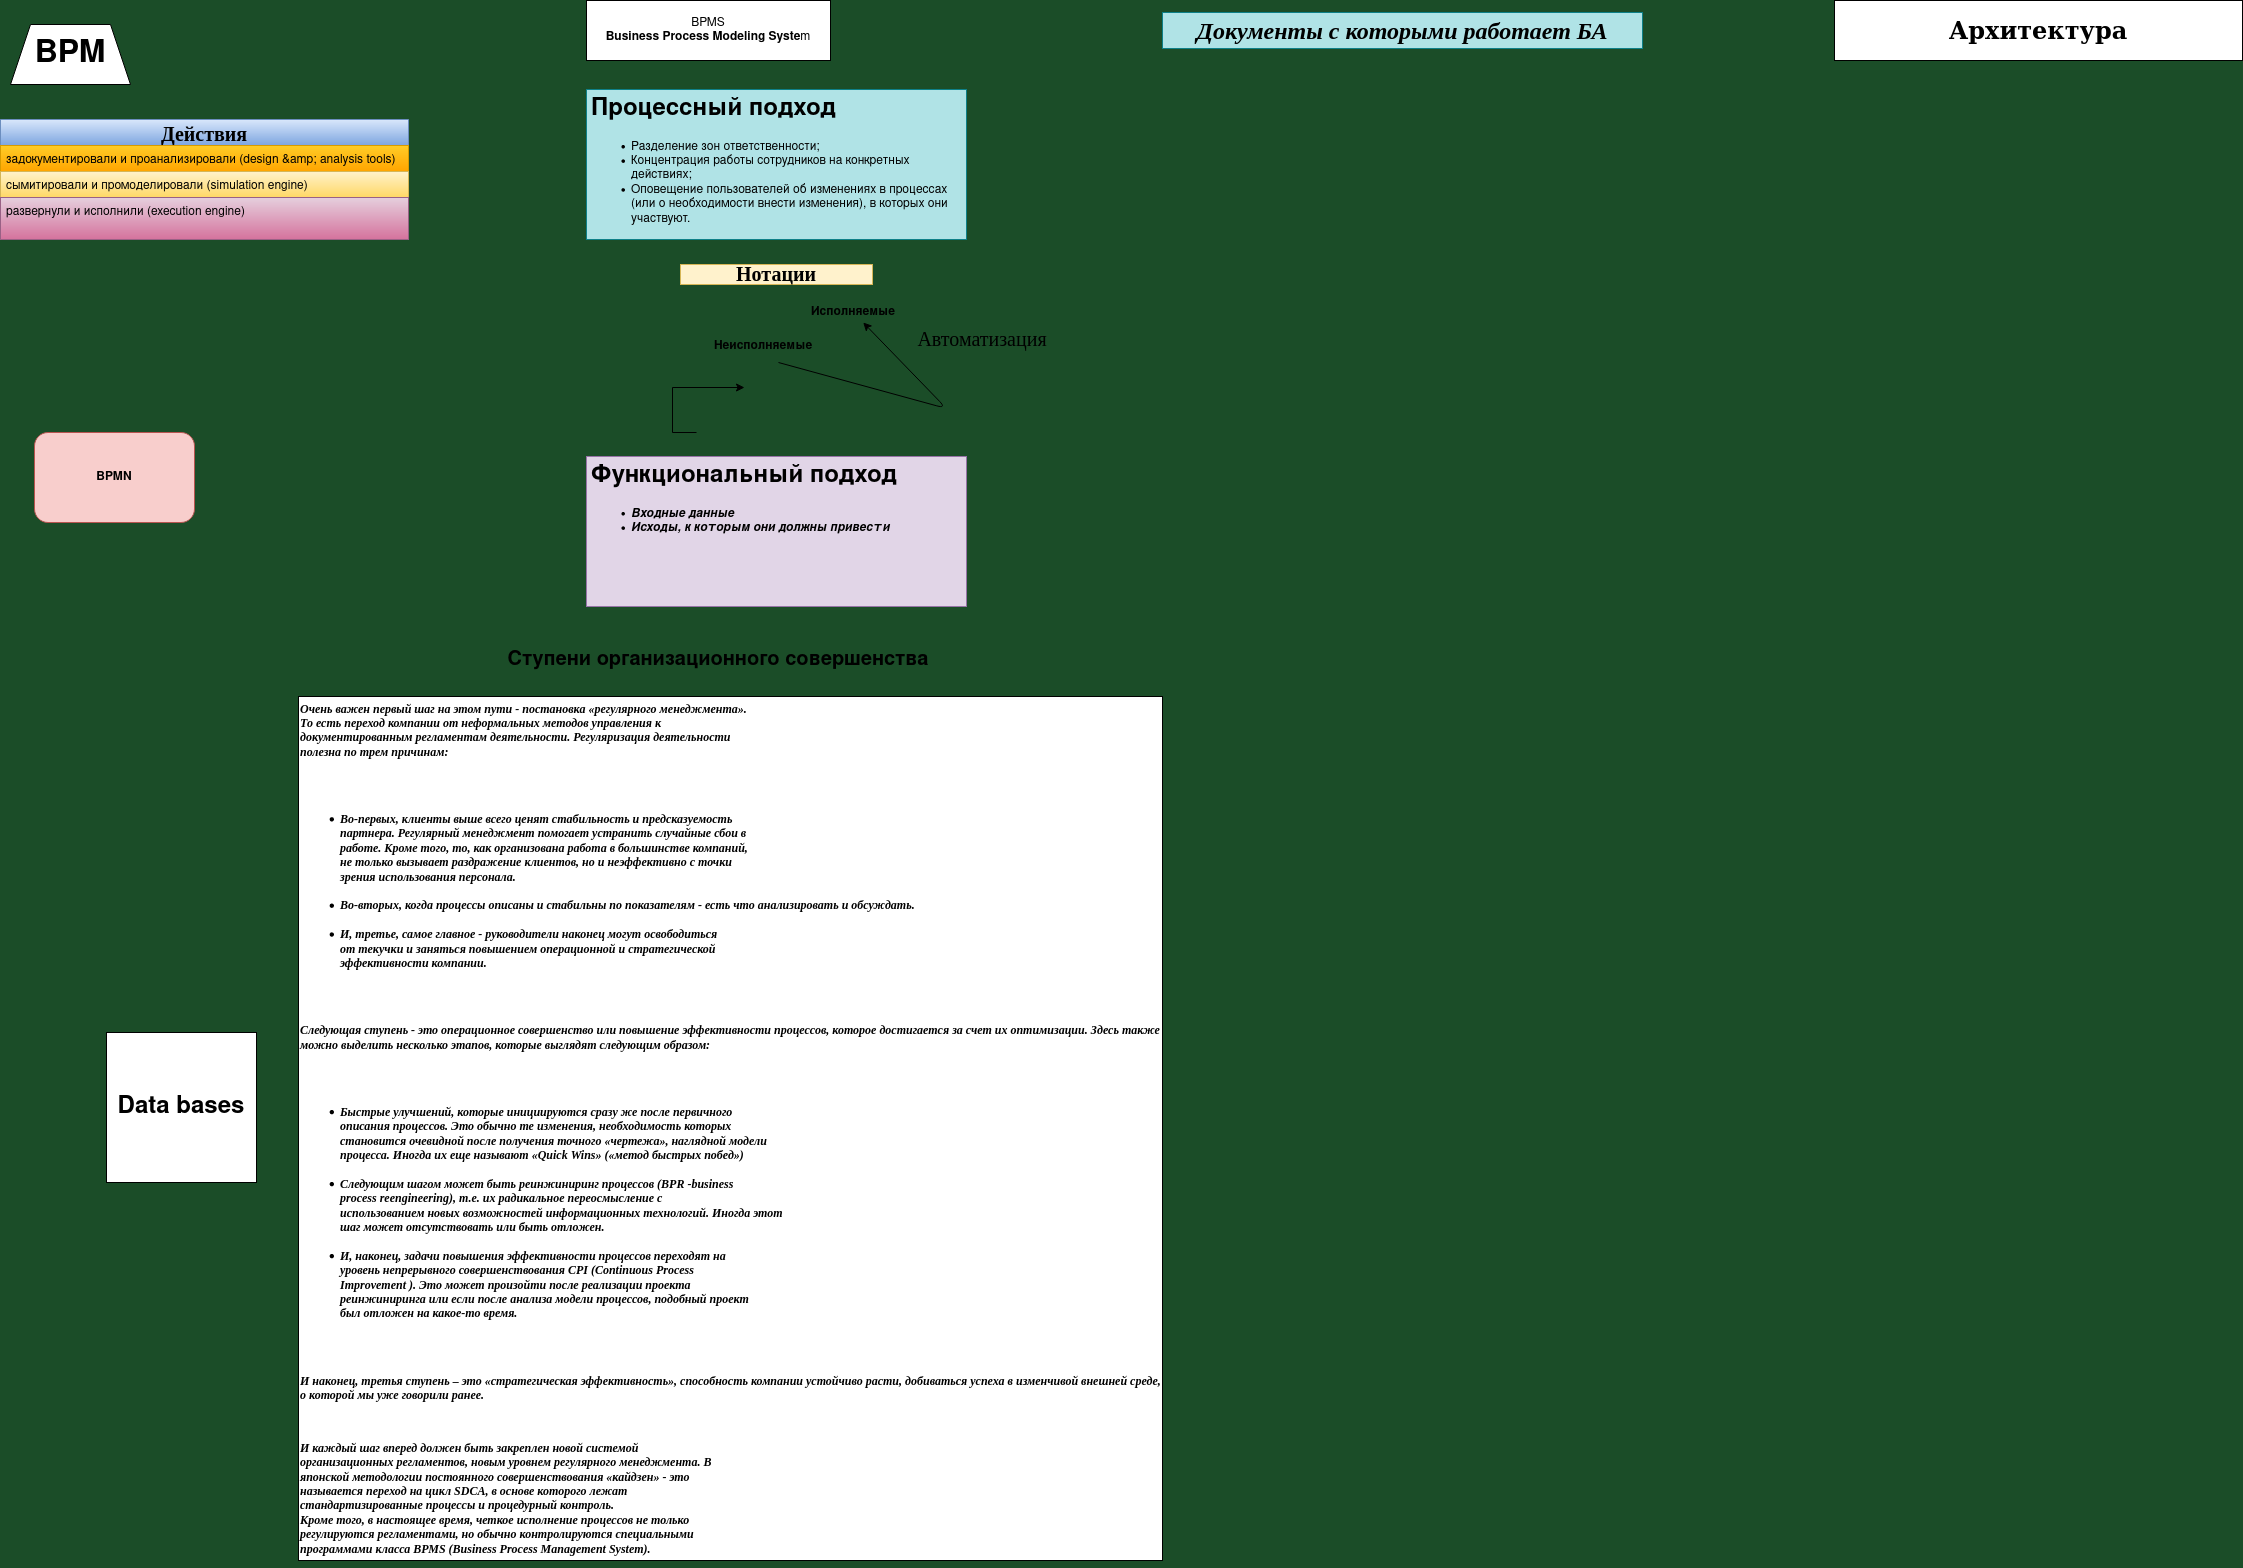 BPM
BPMS
Business Process Modeling System
Документы с которыми работает БА
Архитектура
Действия
задокументировали и проанализировали (design &amp; analysis tools)
сымитировали и промоделировали (simulation engine)
развернули и исполнили (execution engine)
Процессный подход
• Разделение зон ответственности;
• Концентрация работы сотрудников на конкретных
действиях;
• Оповещение пользователей об изменениях в процессах
(или о необходимости внести изменения), в которых они
участвуют.
Нотации
Исполняемые
Автоматизация
Неисполняемые
BPMN
Функциональный подход
• Входные данные
• Исходы, к которым они должны привести
Ступени организационного совершенства
Очень важен первый шаг на этом пути - постановка «регулярного менеджмента».
То есть переход компании от неформальных методов управления к
документированным регламентам деятельности. Регуляризация деятельности
полезна по трем причинам:
• Во-первых, клиенты выше всего ценят стабильность и предсказуемость
партнера. Регулярный менеджмент помогает устранить случайные сбои в
работе. Кроме того, то, как организована работа в большинстве компаний,
не только вызывает раздражение клиентов, но и неэффективно с точки
зрения использования персонала.
• Во-вторых, когда процессы описаны и стабильны по показателям - есть что анализировать и обсуждать.
• И, третье, самое главное - руководители наконец могут освободиться
от текучки и заняться повышением операционной и стратегической
эффективности компании.
Следующая ступень - это операционное совершенство или повышение эффективности процессов, которое достигается за счет их оптимизации. Здесь также
можно выделить несколько этапов, которые выглядят следующим образом:
Data bases
• Быстрые улучшений, которые инициируются сразу же после первичного
описания процессов. Это обычно те изменения, необходимость которых
становится очевидной после получения точного «чертежа», наглядной модели
процесса. Иногда их еще называют «Quick Wins» («метод быстрых побед»)
• Следующим шагом может быть реинжиниринг процессов (BPR -business
process reengineering), т.е. их радикальное переосмысление с
использованием новых возможностей информационных технологий. Иногда этот
шаг может отсутствовать или быть отложен.
• И, наконец, задачи повышения эффективности процессов переходят на
уровень непрерывного совершенствования CPI (Continuous Process
Improvement ). Это может произойти после реализации проекта
реинжиниринга или если после анализа модели процессов, подобный проект
был отложен на какое-то время.
И наконец, третья ступень – это «стратегическая эффективность», способность компании устойчиво расти, добиваться успеха в изменчивой внешней среде,
о которой мы уже говорили ранее.
И каждый шаг вперед должен быть закреплен новой системой
организационных регламентов, новым уровнем регулярного менеджмента. В
японской методологии постоянного совершенствования «кайдзен» - это
называется переход на цикл SDCA, в основе которого лежат
стандартизированные процессы и процедурный контроль.
Кроме того, в настоящее время, четкое исполнение процессов не только
регулируются регламентами, но обычно контролируются специальными
программами класса BPMS (Business Process Management System).